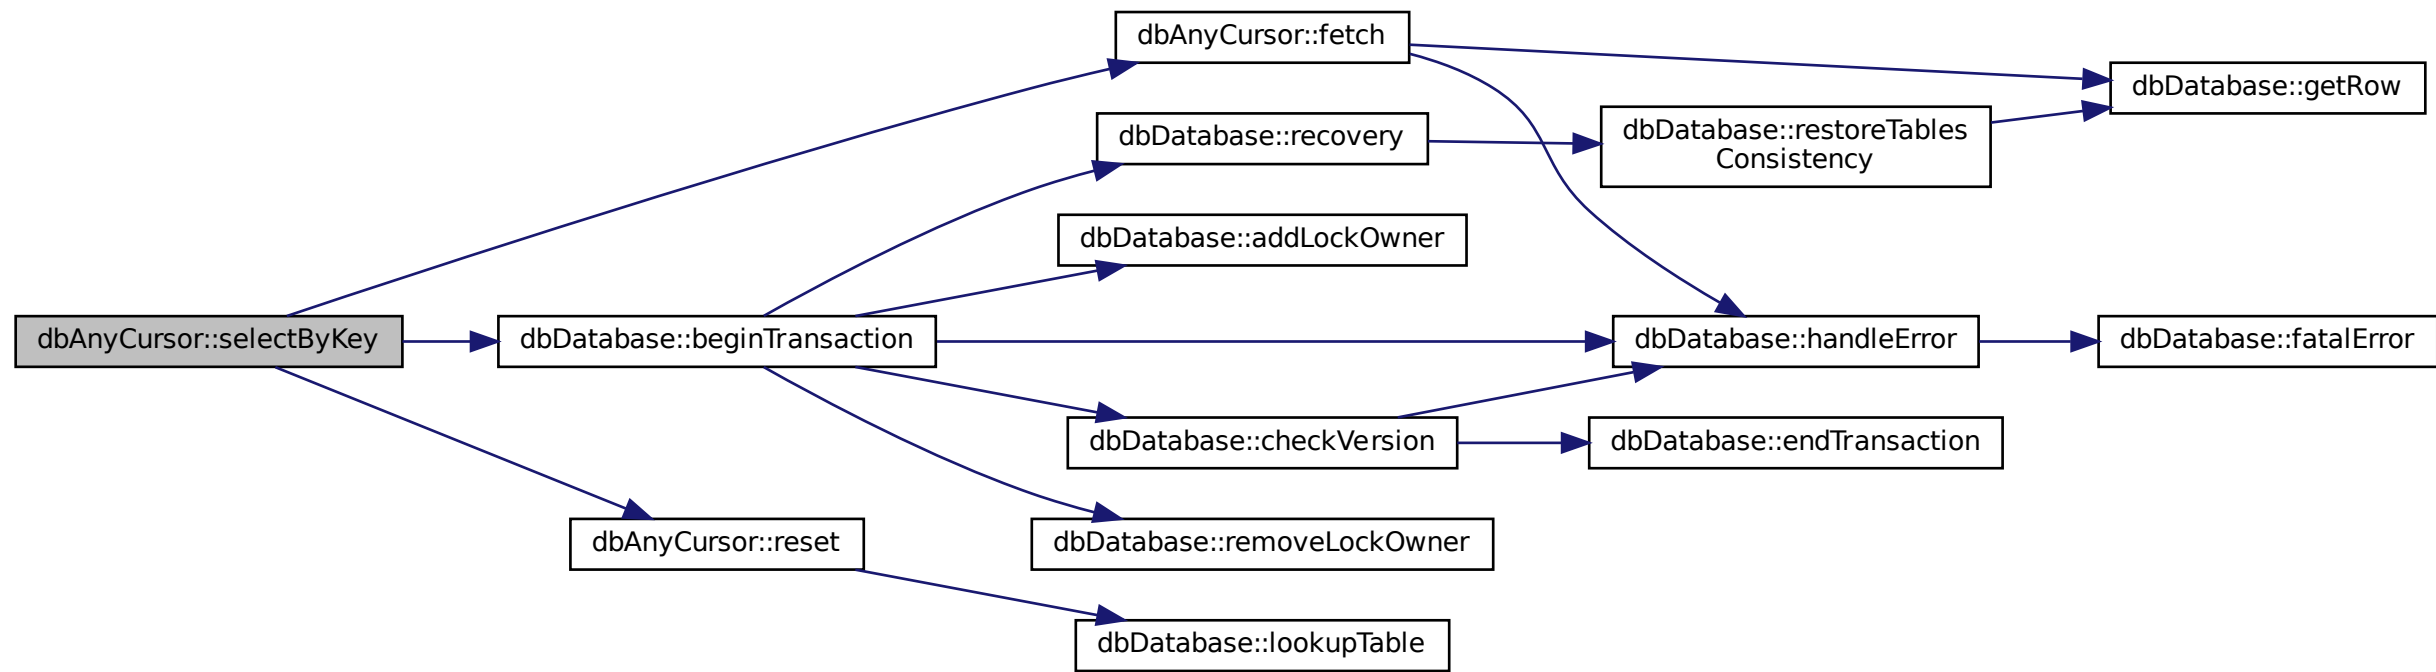 dbAnyCursor::fetch
dbDatabase::getRow
dbDatabase::recovery
dbDatabase::restoreTables
Consistency
dbDatabase::addLockOwner
dbAnyCursor::selectByKey
dbDatabase::beginTransaction
dbDatabase::handleError
dbDatabase::fatalError
dbDatabase::checkVersion
dbDatabase::endTransaction
dbAnyCursor::reset
dbDatabase::removeLockOwner
dbDatabase::lookupTable